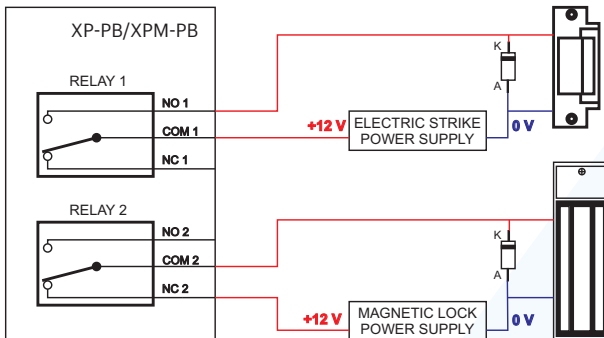 XP-PB/XPM-PB
RELAY 1
NO 1
COM 1
NC 1
+12 V
ELECTRIC STRIKE
POWER SUPPLY
0 V
K
A
RELAY 2
NO 2
COM 2
NC 2
+12 V
MAGNETIC LOCK
POWER SUPPLY
0 V
K
A